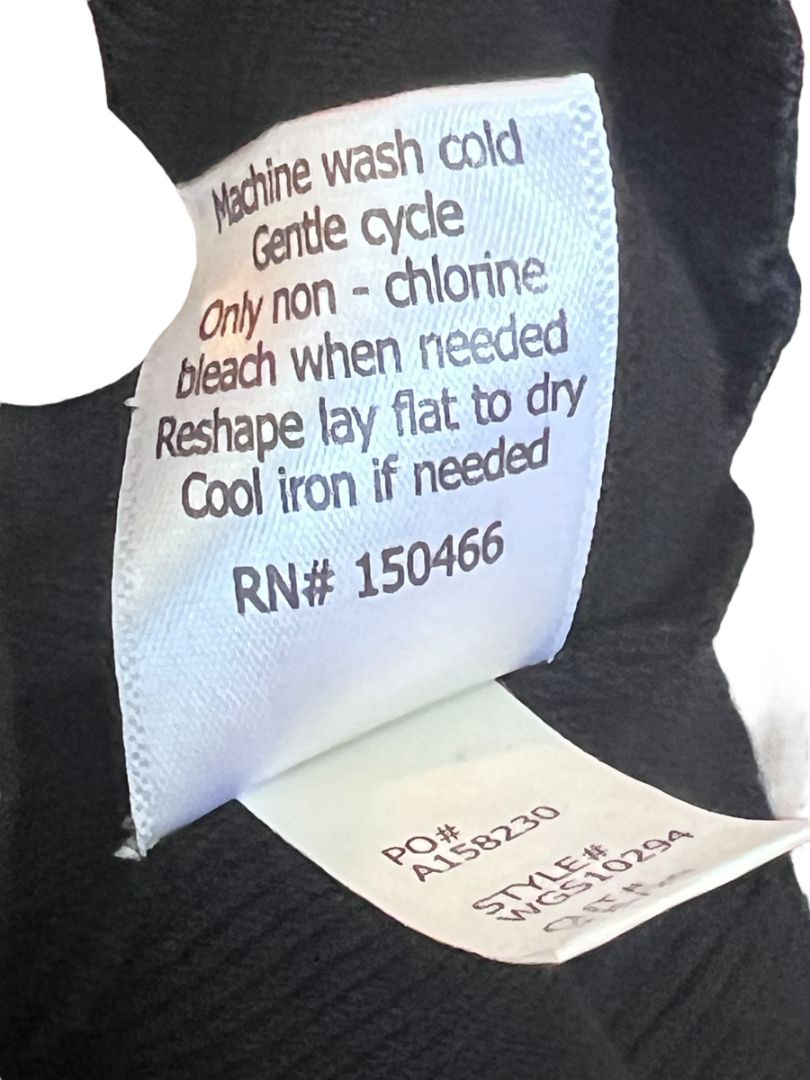 Machine wash cold
Gentle cycle
Only non - chlorine
bleach when needed
Reshape lay flat to dry
Cool iron if needed
RN# 150466
PO#
A158230
STYLE#
WGS10294